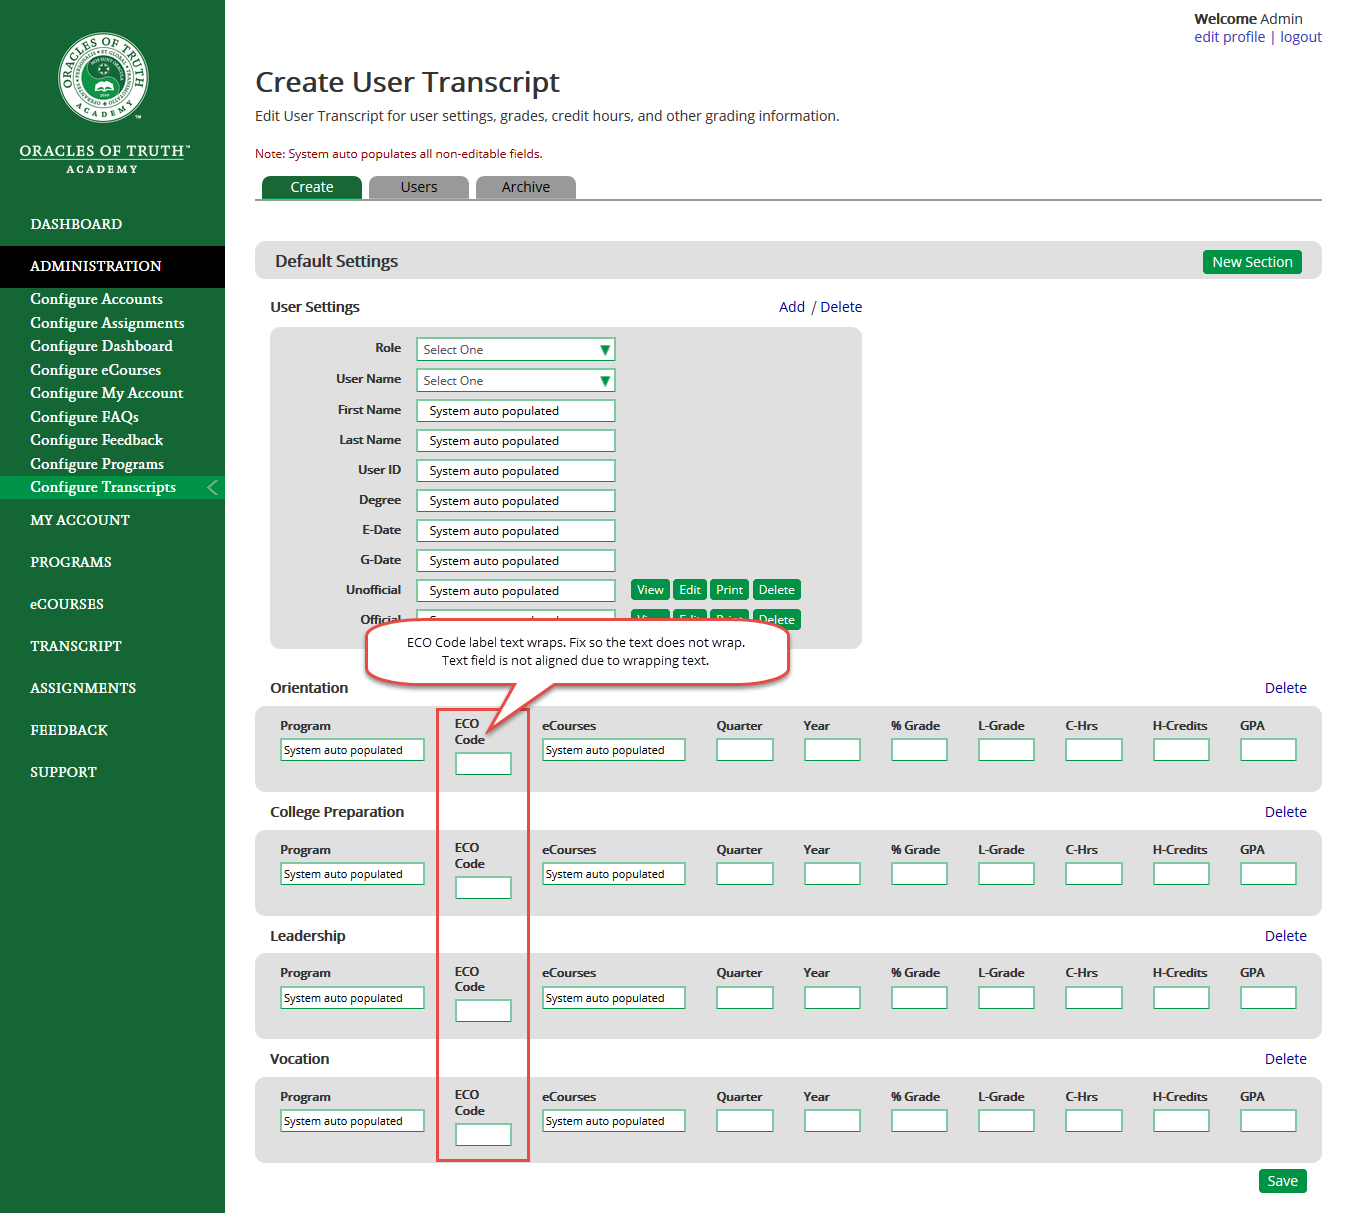 Welcome Admin
edit profile | logout
ORACLES OF TRUTH
ACADEMY
™
ORACLES OF TRUTH™
ACADEMY
DASHBOARD
ADMINISTRATION
Configure Accounts
Configure Assignments
Configure Dashboard
Configure eCourses
Configure My Account
Configure FAQs
Configure Feedback
Configure Programs
Configure Transcripts
MY ACCOUNT
PROGRAMS
eCOURSES
TRANSCRIPT
ASSIGNMENTS
FEEDBACK
SUPPORT
Create User Transcript
Edit User Transcript for user settings, grades, credit hours, and other grading information.
Note: System auto populates all non-editable fields.
Create Users Archive
Default Settings New Section
User Settings Add / Delete
Role Select One
User Name Select One
First Name System auto populated
Last Name System auto populated
User ID System auto populated
Degree System auto populated
E-Date System auto populated
G-Date System auto populated
Unofficial System auto populated View Edit Print Delete
Official Delete
ECO Code label text wraps. Fix so the text does not wrap.
Text field is not aligned due to wrapping text.
Orientation Delete
Program ECO Code eCourses Quarter Year % Grade L-Grade C-Hrs H-Credits GPA
System auto populated System auto populated
College Preparation Delete
Program ECO Code eCourses Quarter Year % Grade L-Grade C-Hrs H-Credits GPA
System auto populated System auto populated
Leadership Delete
Program ECO Code eCourses Quarter Year % Grade L-Grade C-Hrs H-Credits GPA
System auto populated System auto populated
Vocation Delete
Program ECO Code eCourses Quarter Year % Grade L-Grade C-Hrs H-Credits GPA
System auto populated System auto populated
Save